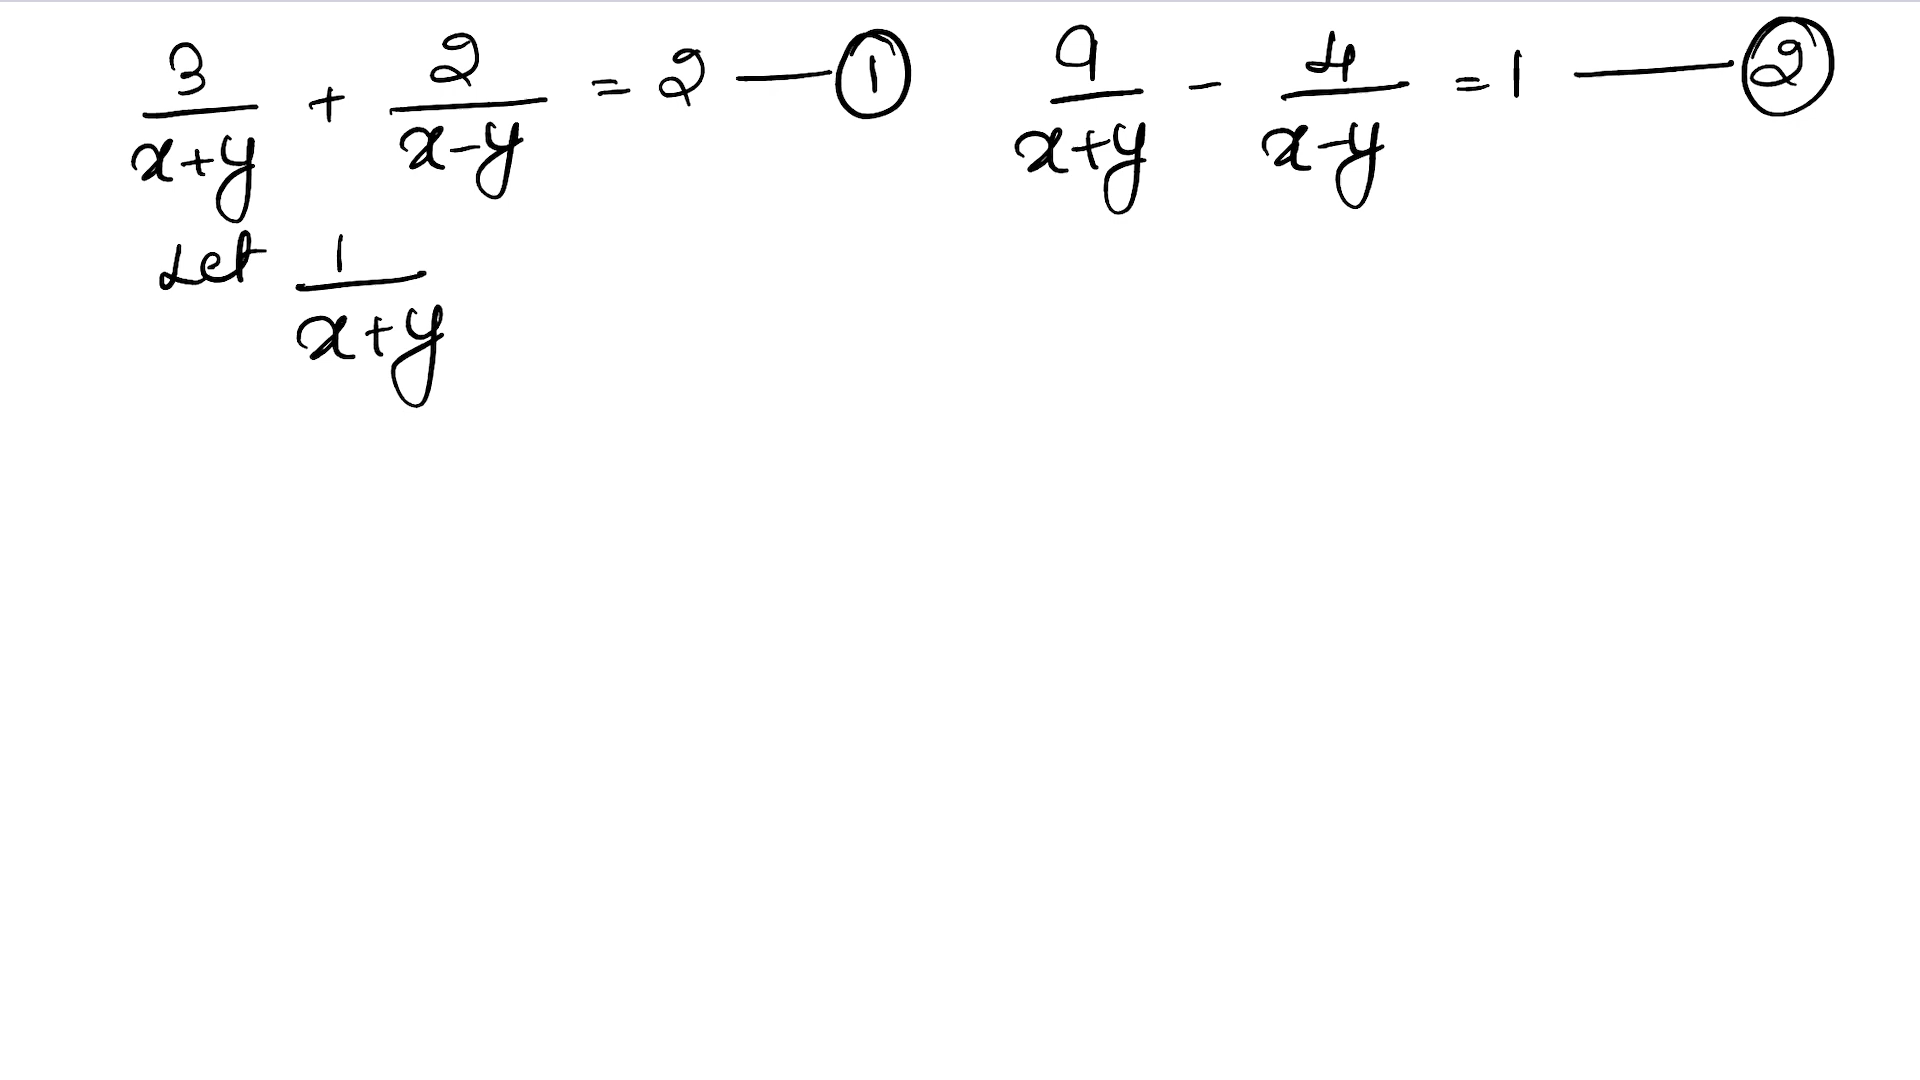 3/(x+y) + 2/(x-y) = 2 — ① 9/(x+y) - 4/(x-y) = 1 — ②
Let 1/(x+y)